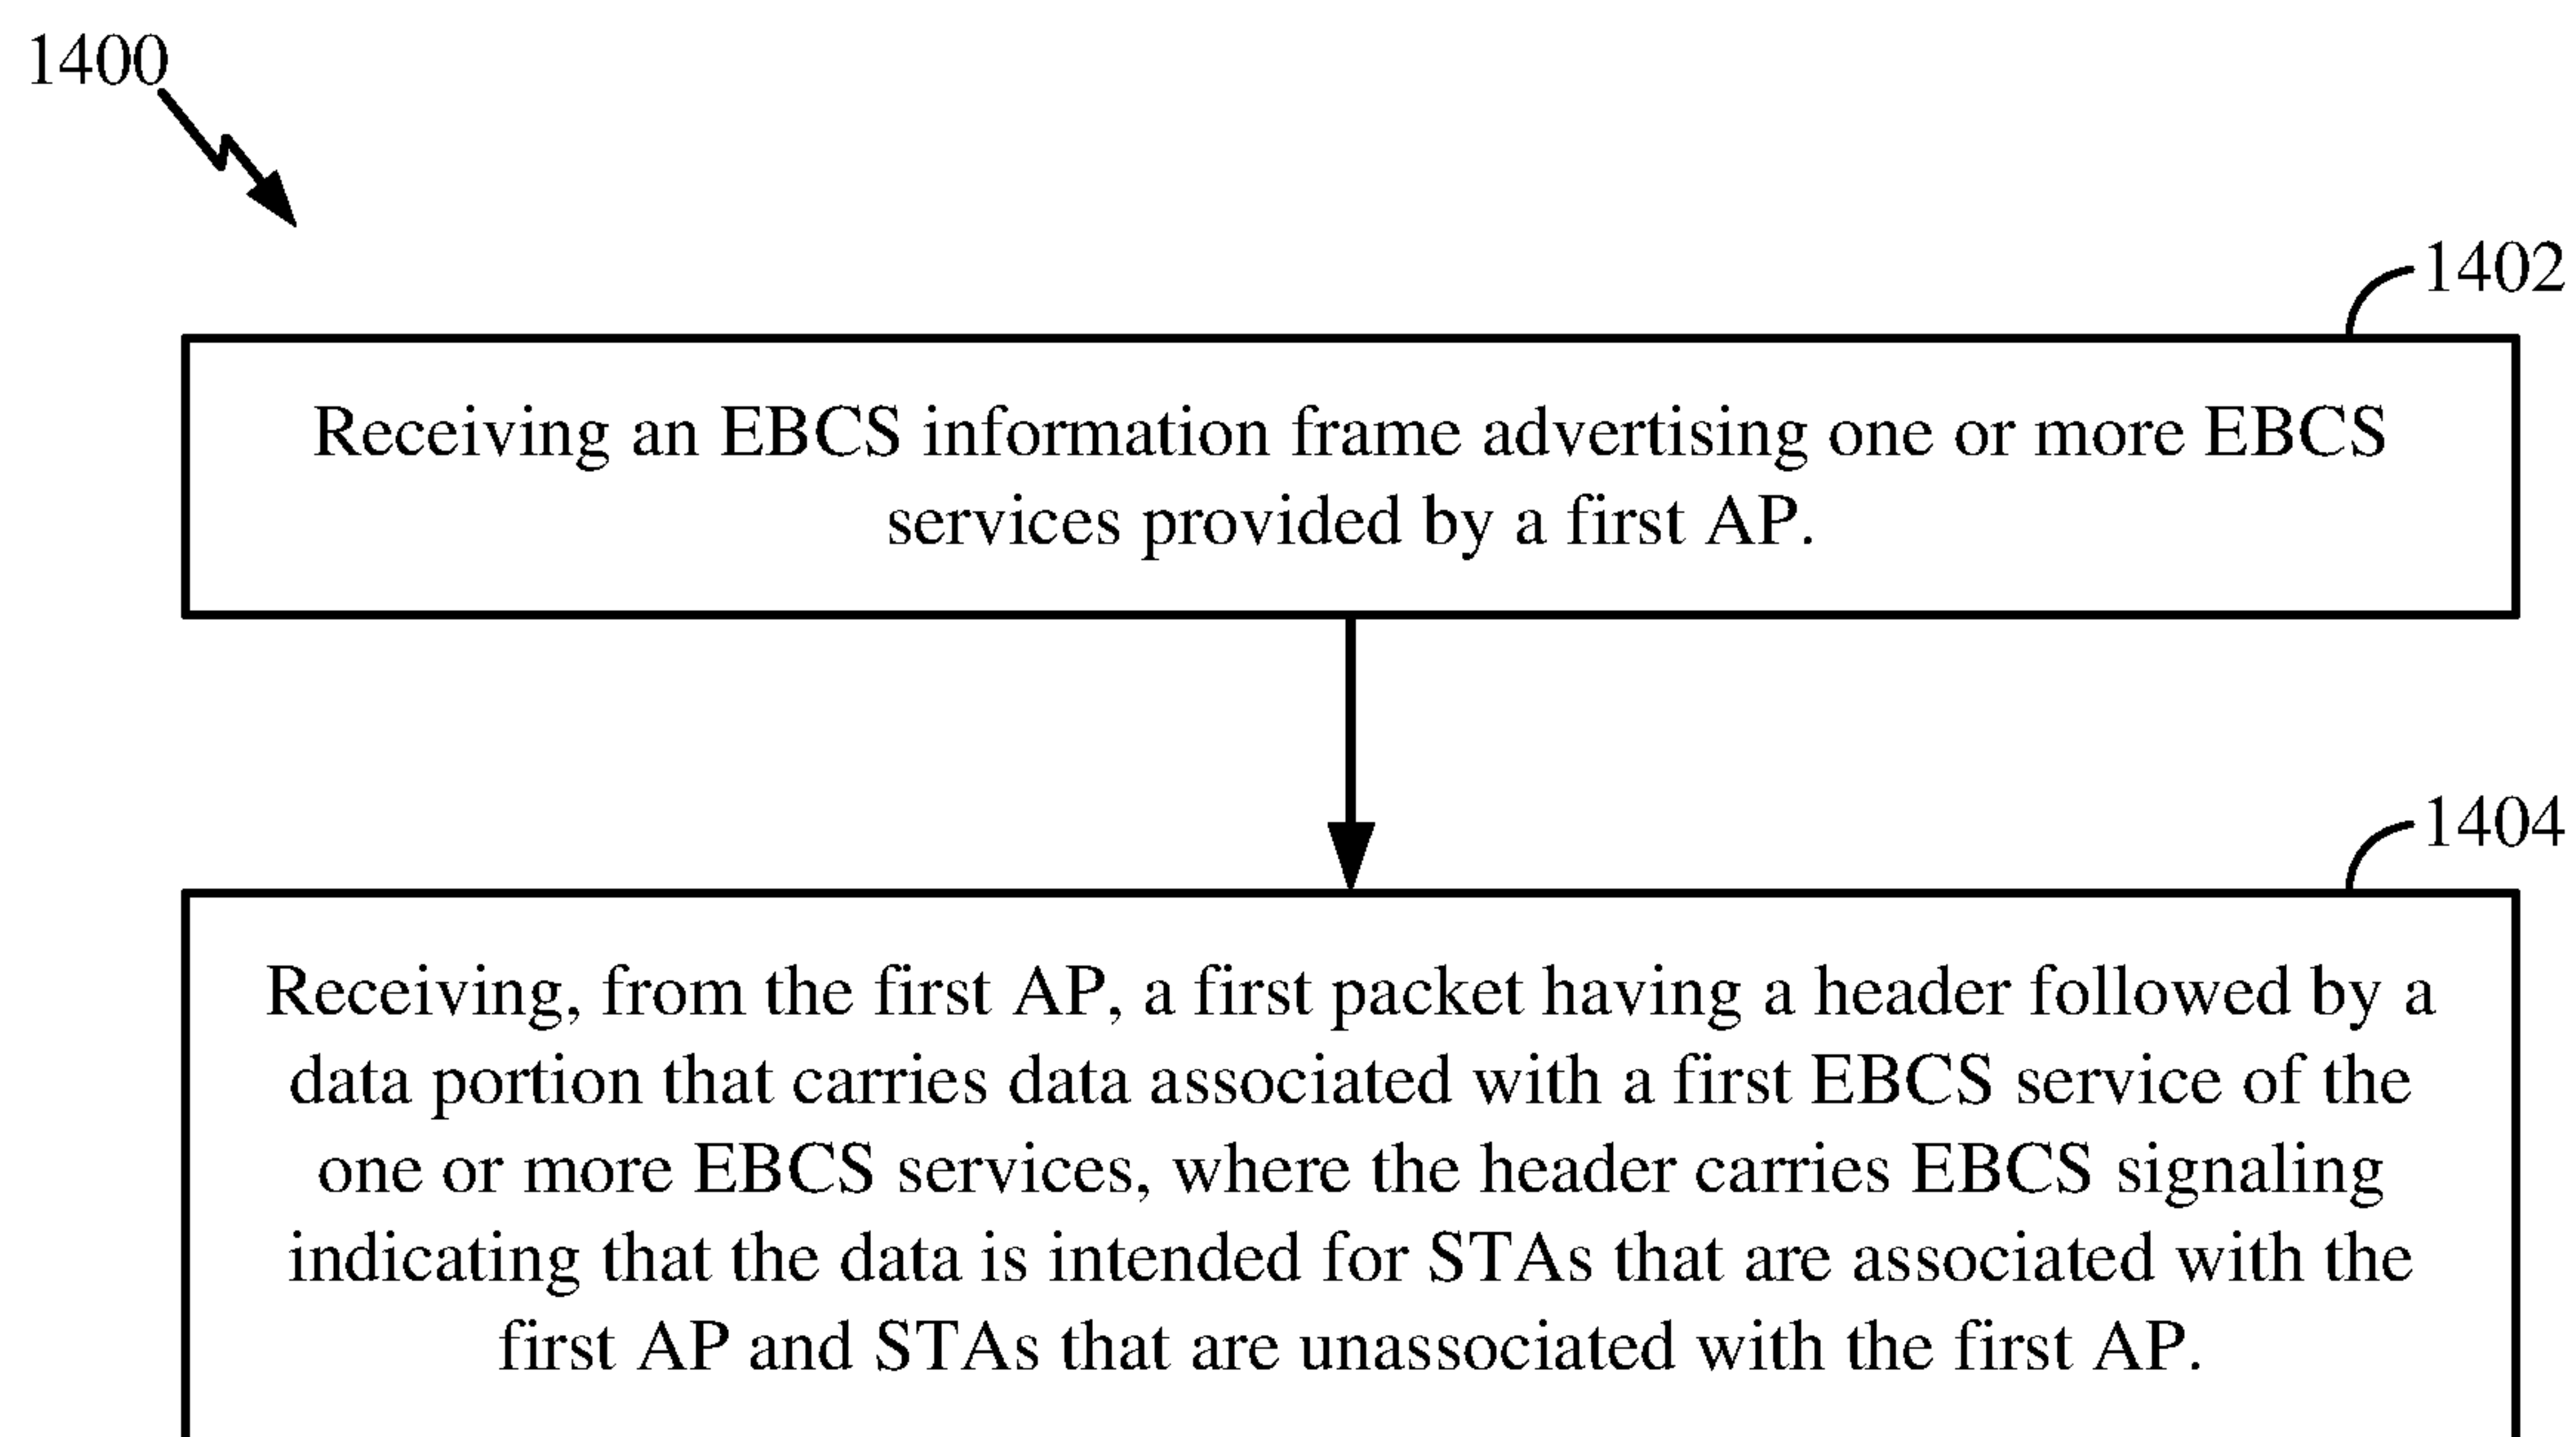 1400
1402
Receiving an EBCS information frame advertising one or more EBCS
services provided by a first AP.
1404
Receiving, from the first AP, a first packet having a header followed by a
data portion that carries data associated with a first EBCS service of the
one or more EBCS services, where the header carries EBCS signaling
indicating that the data is intended for STAs that are associated with the
first AP and STAs that are unassociated with the first AP.